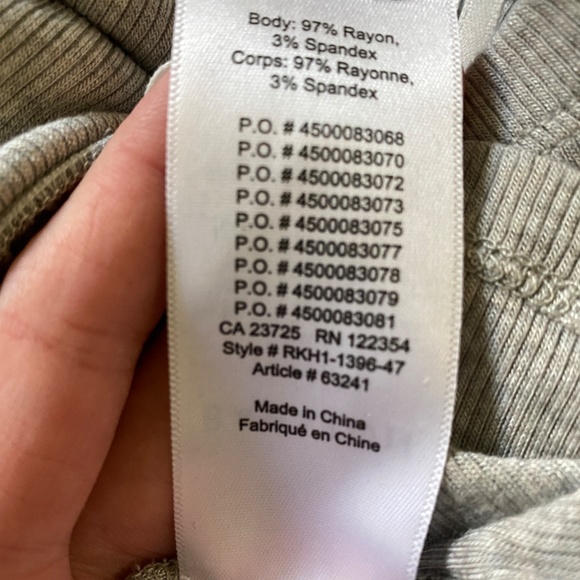 Body: 97% Rayon,
3% Spandex
Corps: 97% Rayonne,
3% Spandex
P.O. # 4500083068
P.O. # 4500083070
P.O. # 4500083072
P.O. # 4500083073
P.O. # 4500083075
P.O. # 4500083077
P.O. # 4500083078
P.O. # 4500083079
P.O. # 4500083081
CA 23725 RN 122354
Style # RKH1-1396-47
Article # 63241
Made in China
Fabriqué en Chine